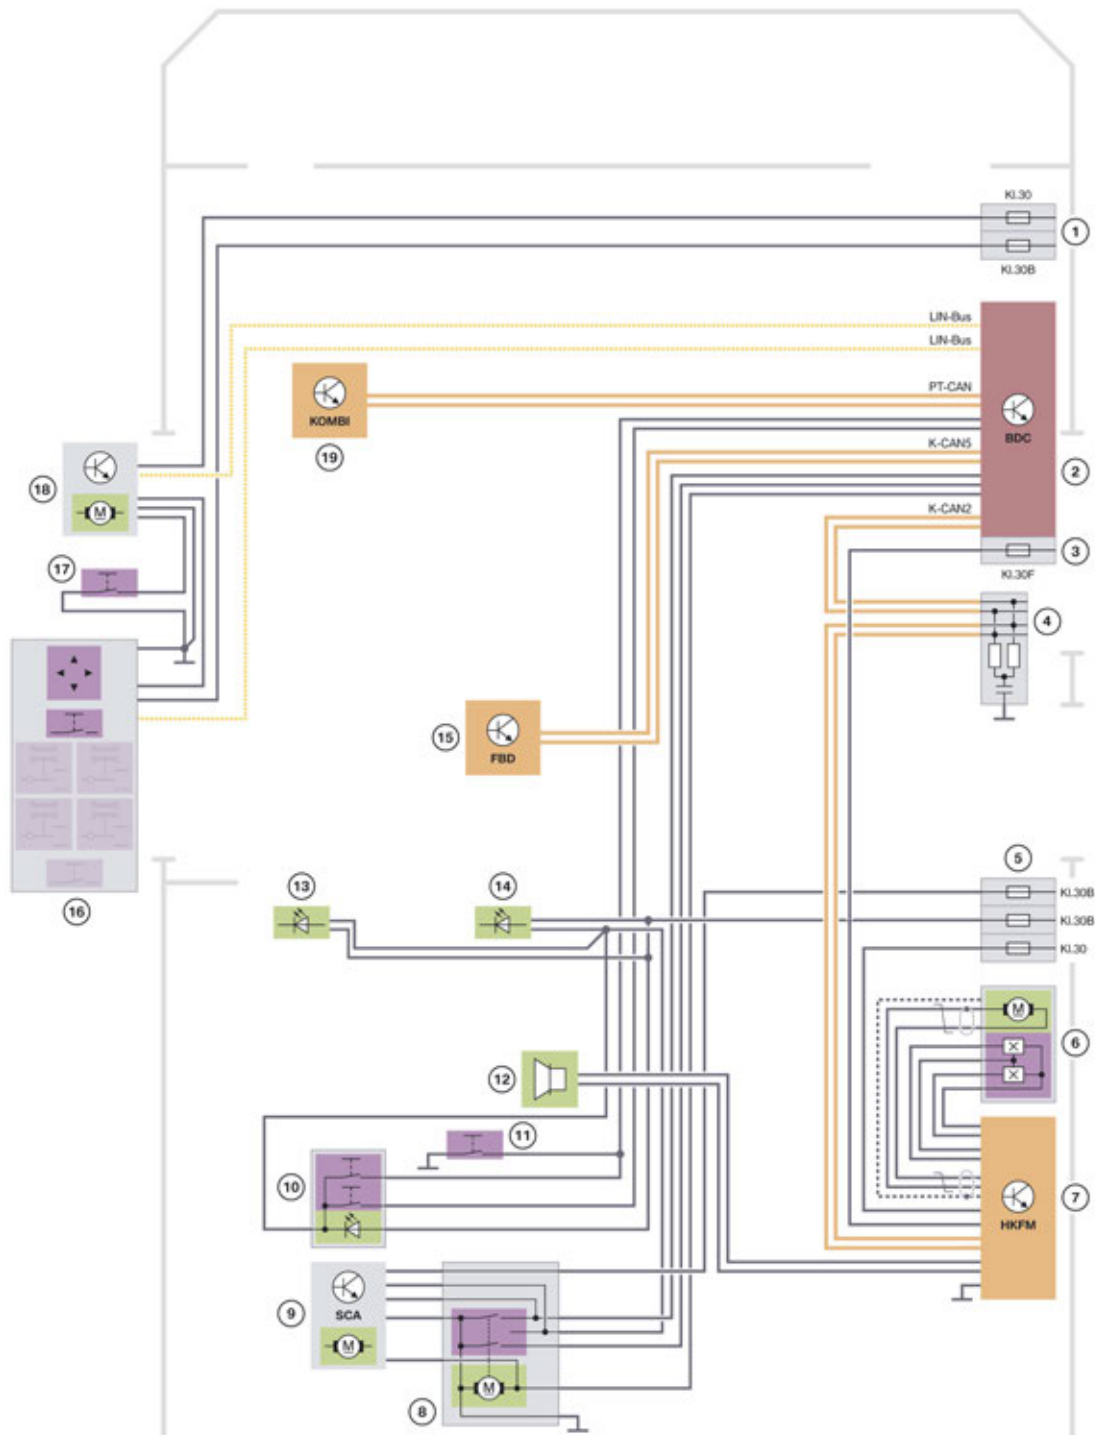 Kl.30
1
Kl.30B
LIN-Bus
LIN-Bus
PT-CAN
KOMBI
19
BDC
K-CAN5
2
K-CAN2
18
M
17
3
Kl.30F
4
15
FBD
16
5
13
14
Kl.30B
Kl.30B
Kl.30
M
6
12
11
10
7
HKFM
9
SCA
M
M
8